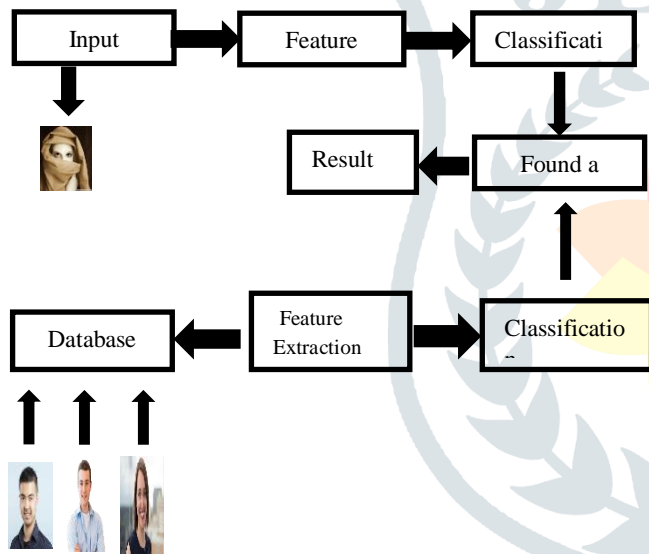 Input
Feature
Classificati
Result
Found a
Database
Feature
Extraction
Classificatio